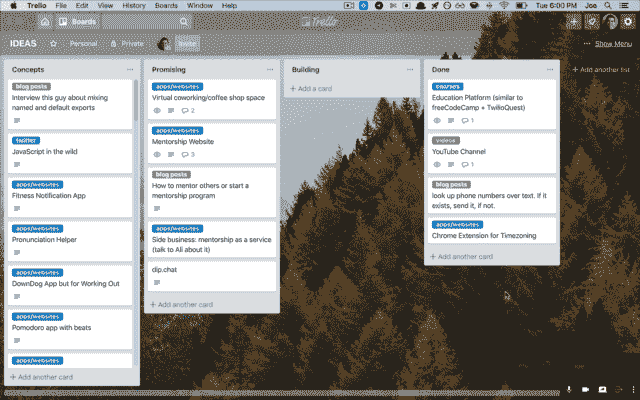 Trello File Edit View History Boards Window Help
Tue 6:00 PM Joe
Boards
Trello
IDEAS
Personal
Private
Invite
Show Menu
Concepts
blog posts
Interview this guy about mixing
named and default exports
twitter
JavaScript in the wild
apps/websites
Fitness Notification App
apps/websites
Pronunciation Helper
apps/websites
DownDog App but for Working Out
apps/websites
Pomodoro app with beats
apps/websites
+ Add another card
Promising
apps/websites
Virtual coworking/coffee shop space
2
apps/websites
Mentorship Website
3
blog posts
How to mentor others or start a
mentorship program
apps/websites
Side business: mentorship as a service
(talk to Ali about it)
dip.chat
+ Add another card
Building
+ Add a card
Done
Education Platform (similar to
freeCodeCamp + TwilioQuest)
1
videos
YouTube Channel
1
blog posts
look up phone numbers over text. If it
exists, send it, if not.
apps/websites
Chrome Extension for Timezoning
+ Add another card
+ Add another list